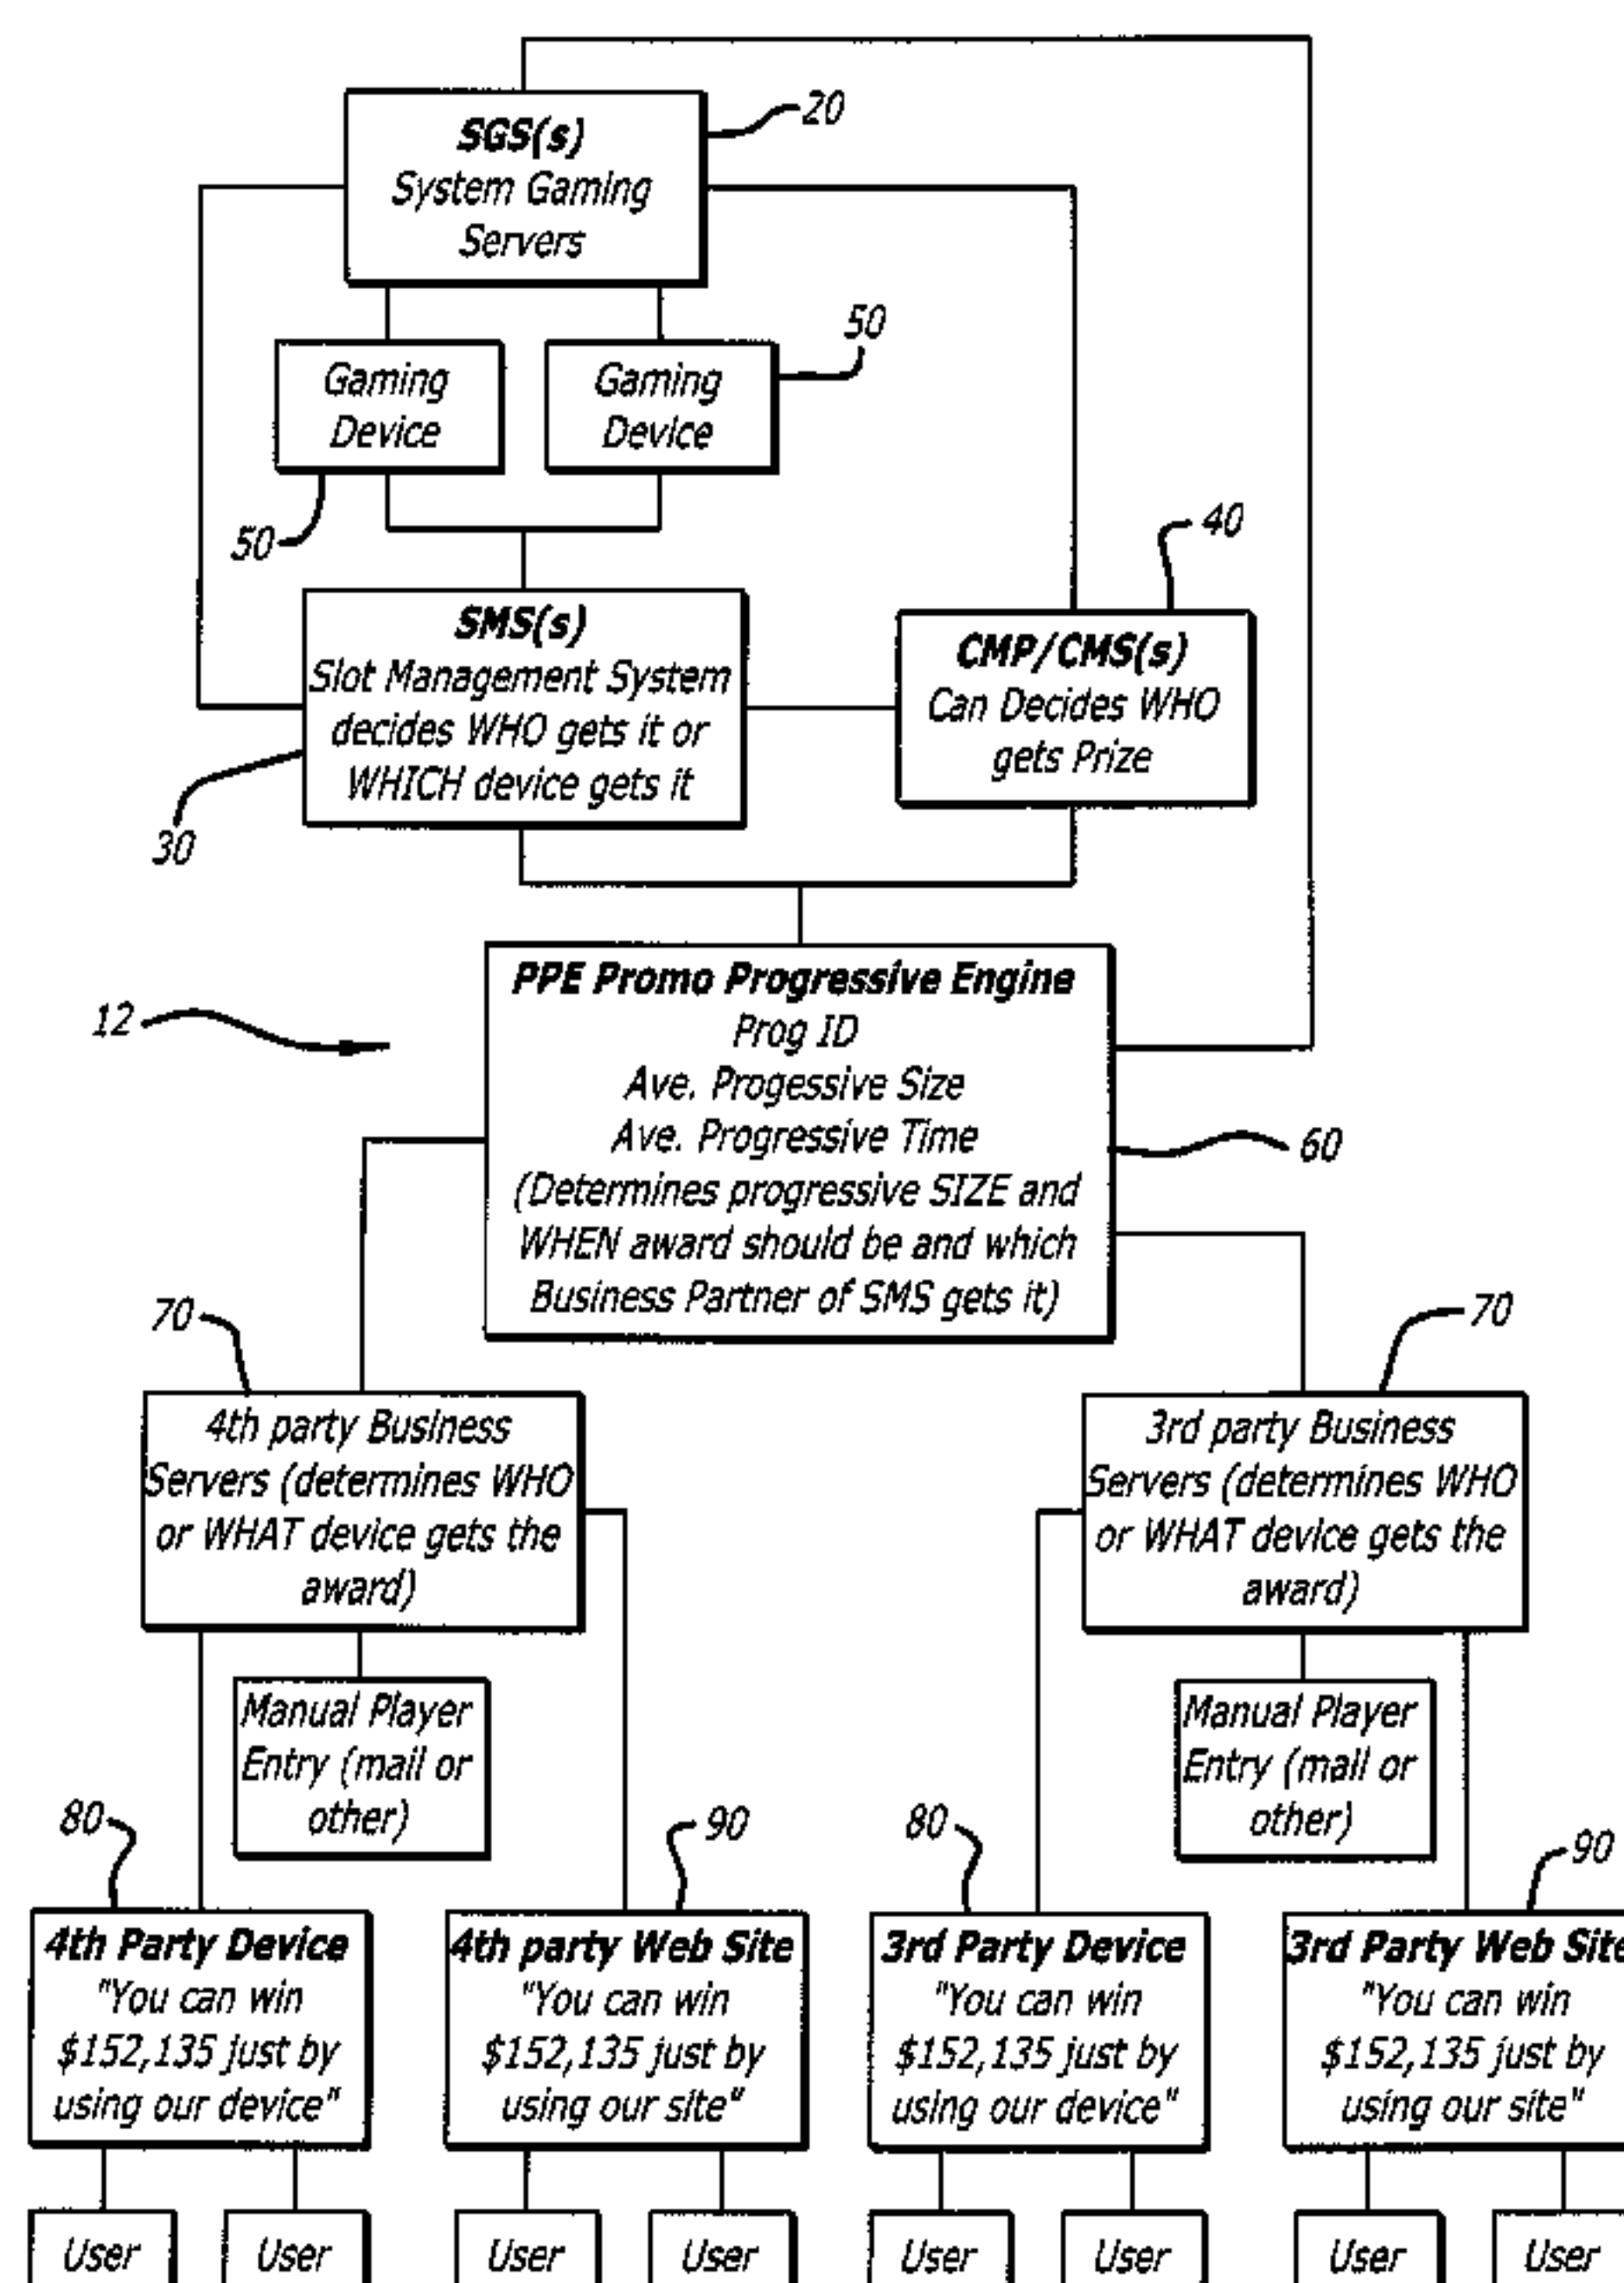 20
SGS(s)
System Gaming
Servers
50
Gaming
Device
Gaming
Device
50
40
SMS(s)
Slot Management System
decides WHO gets it or
WHICH device gets it
CMP/CMS(s)
Can Decides WHO
gets Prize
30
PPE Promo Progressive Engine
Prog ID
Ave. Progessive Size
Ave. Progressive Time
(Determines progressive SIZE and
WHEN award should be and which
Business Partner of SMS gets it)
12
60
70
70
4th party Business
Servers (determines WHO
or WHAT device gets the
award)
3rd party Business
Servers (determines WHO
or WHAT device gets the
award)
Manual Player
Entry (mail or
other)
Manual Player
Entry (mail or
other)
80
90
80
90
4th Party Device
"You can win
$152,135 just by
using our device"
4th party Web Site
"You can win
$152,135 just by
using our site"
3rd Party Device
"You can win
$152,135 just by
using our device"
3rd Party Web Site
"You can win
$152,135 just by
using our site"
User
User
User
User
User
User
User
User